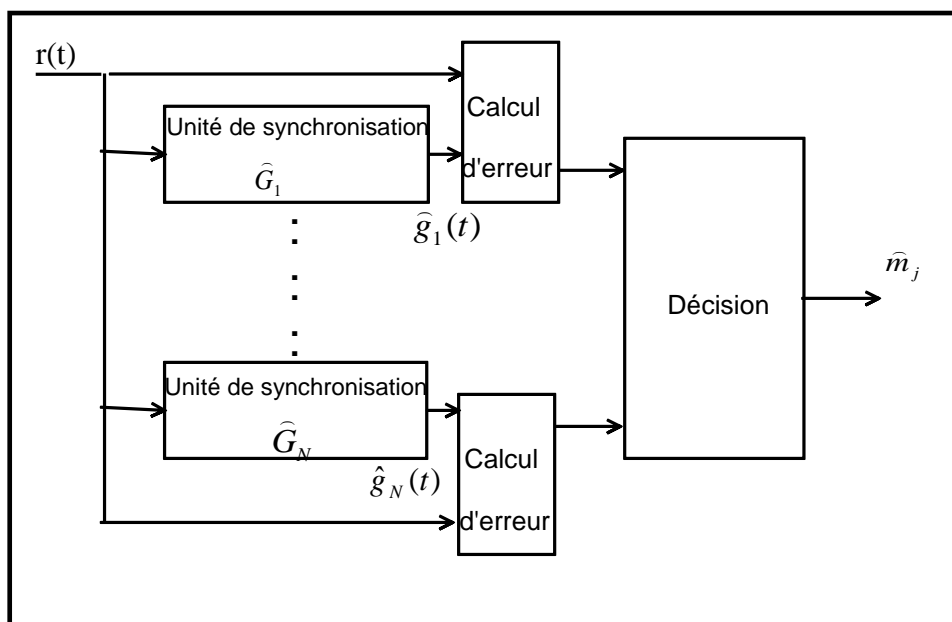 r(t)
Unité de synchronisation
Ĝ₁
Calcul
d'erreur
ĝ₁(t)
Décision
m̂ⱼ
Unité de synchronisation
Ĝ_N
Calcul
d'erreur
ĝ_N(t)